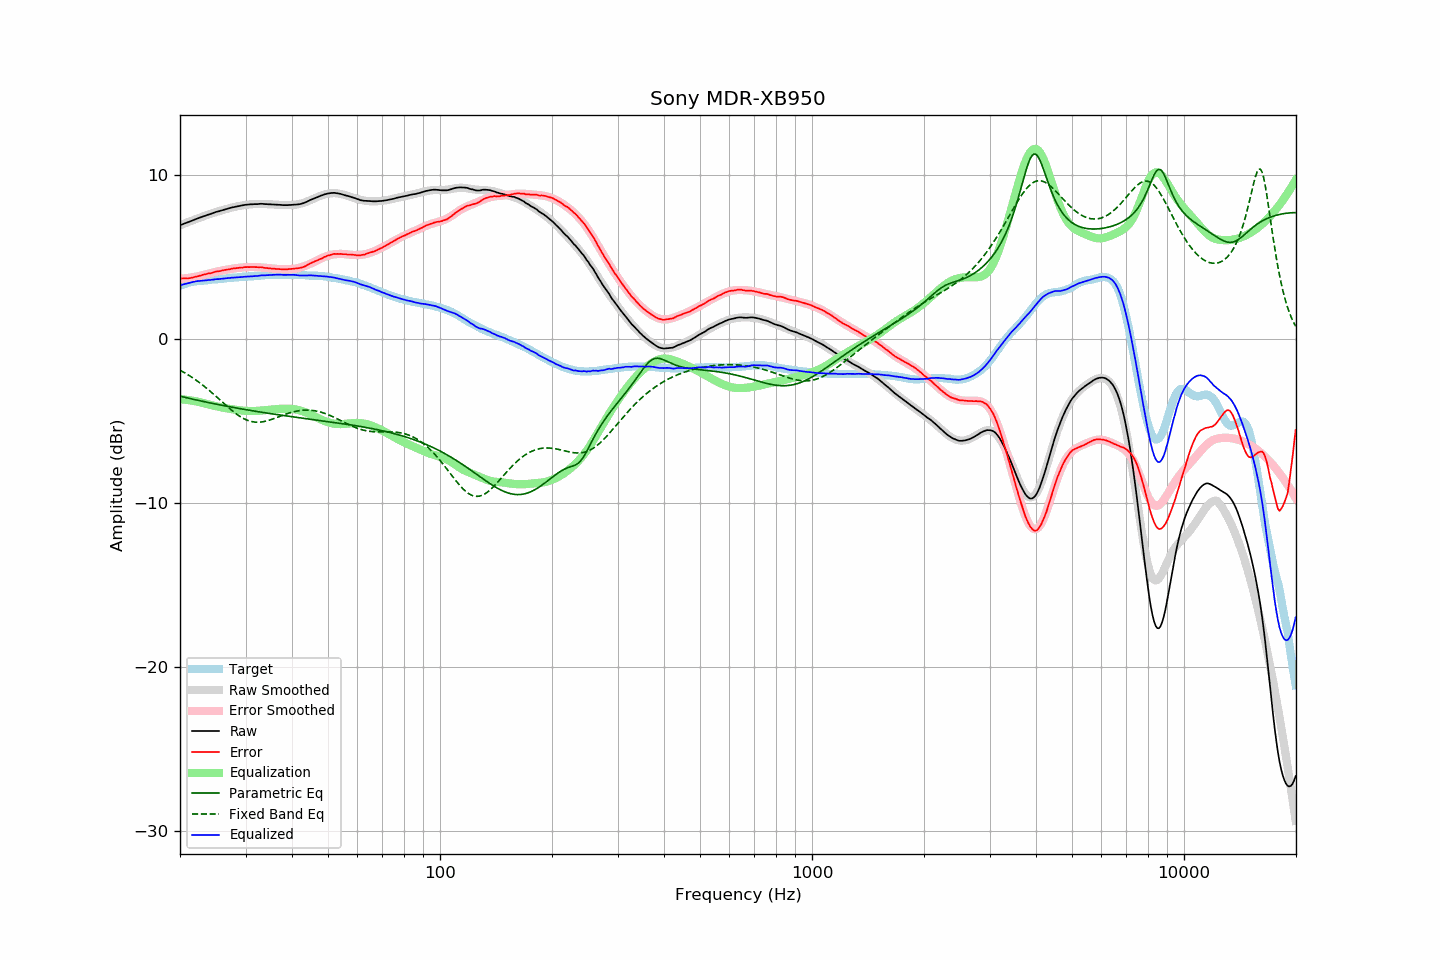 Sony MDR-XB950
Amplitude (dBr)
10
0
−10
−20
−30
Target
Raw Smoothed
Error Smoothed
Raw
Error
Equalization
Parametric Eq
Fixed Band Eq
Equalized
100
1000
10000
Frequency (Hz)